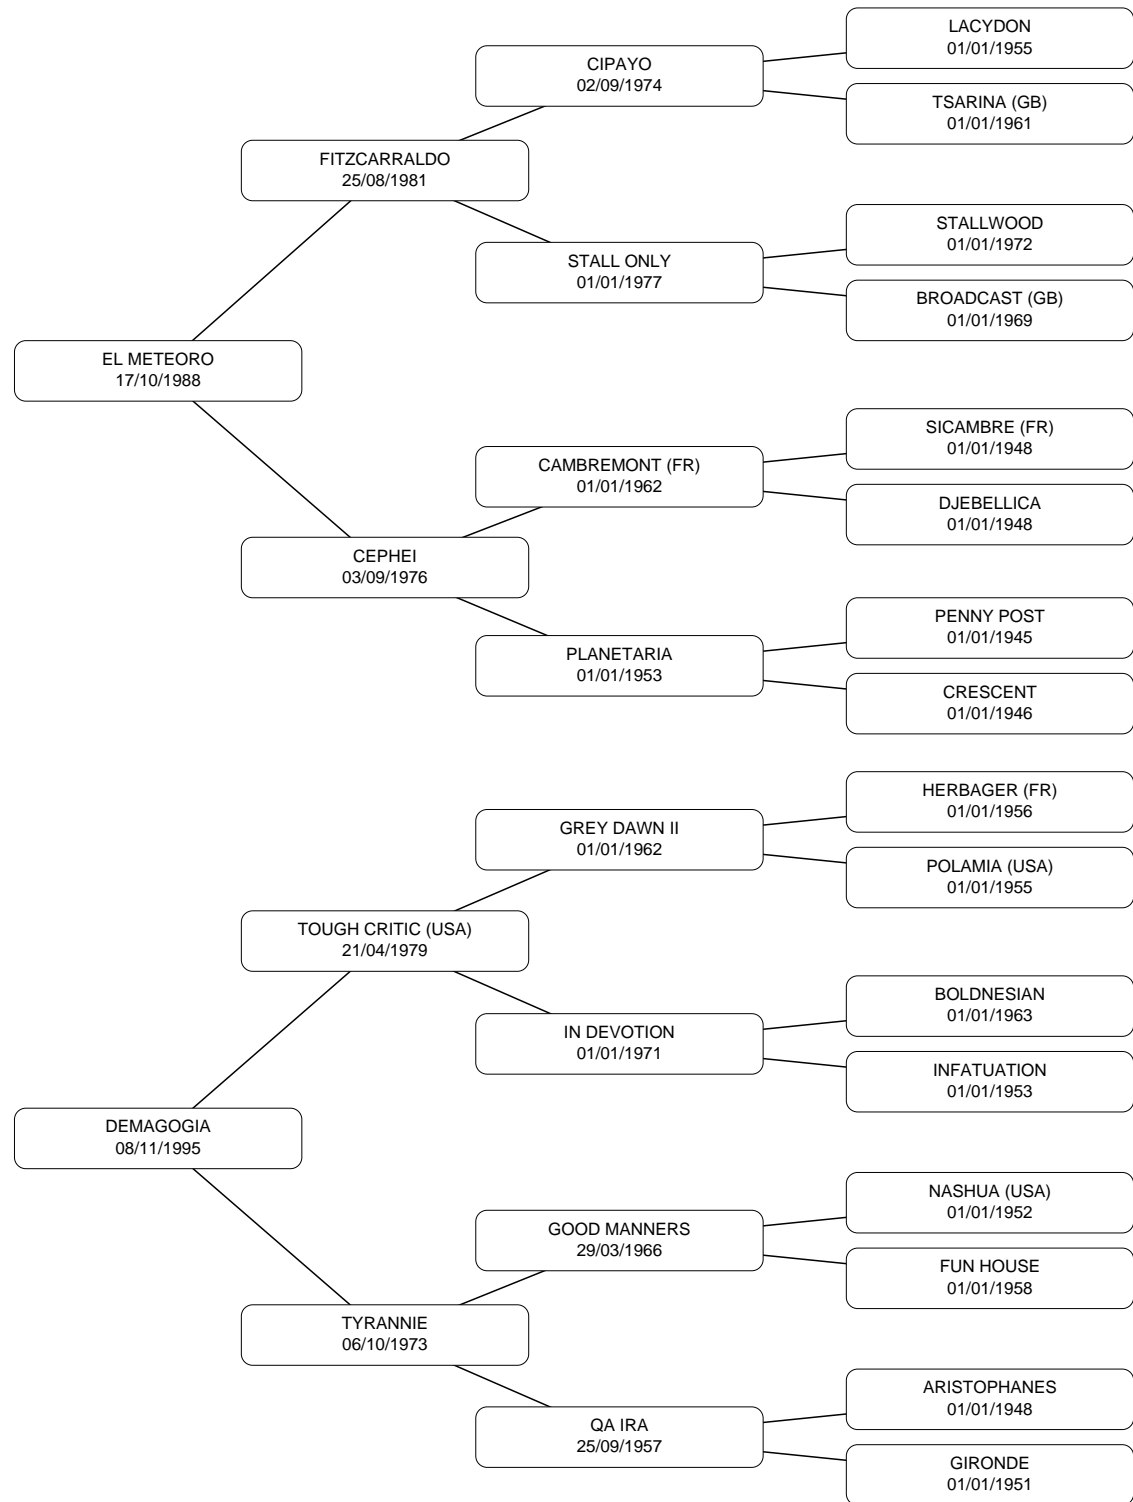 LACYDON
01/01/1955
CIPAYO
02/09/1974
TSARINA (GB)
01/01/1961
FITZCARRALDO
25/08/1981
STALLWOOD
01/01/1972
STALL ONLY
01/01/1977
BROADCAST (GB)
01/01/1969
EL METEORO
17/10/1988
SICAMBRE (FR)
01/01/1948
CAMBREMONT (FR)
01/01/1962
DJEBELLICA
01/01/1948
CEPHEI
03/09/1976
PENNY POST
01/01/1945
PLANETARIA
01/01/1953
CRESCENT
01/01/1946
HERBAGER (FR)
01/01/1956
GREY DAWN II
01/01/1962
POLAMIA (USA)
01/01/1955
TOUGH CRITIC (USA)
21/04/1979
BOLDNESIAN
01/01/1963
IN DEVOTION
01/01/1971
INFATUATION
01/01/1953
DEMAGOGIA
08/11/1995
NASHUA (USA)
01/01/1952
GOOD MANNERS
29/03/1966
FUN HOUSE
01/01/1958
TYRANNIE
06/10/1973
ARISTOPHANES
01/01/1948
QA IRA
25/09/1957
GIRONDE
01/01/1951